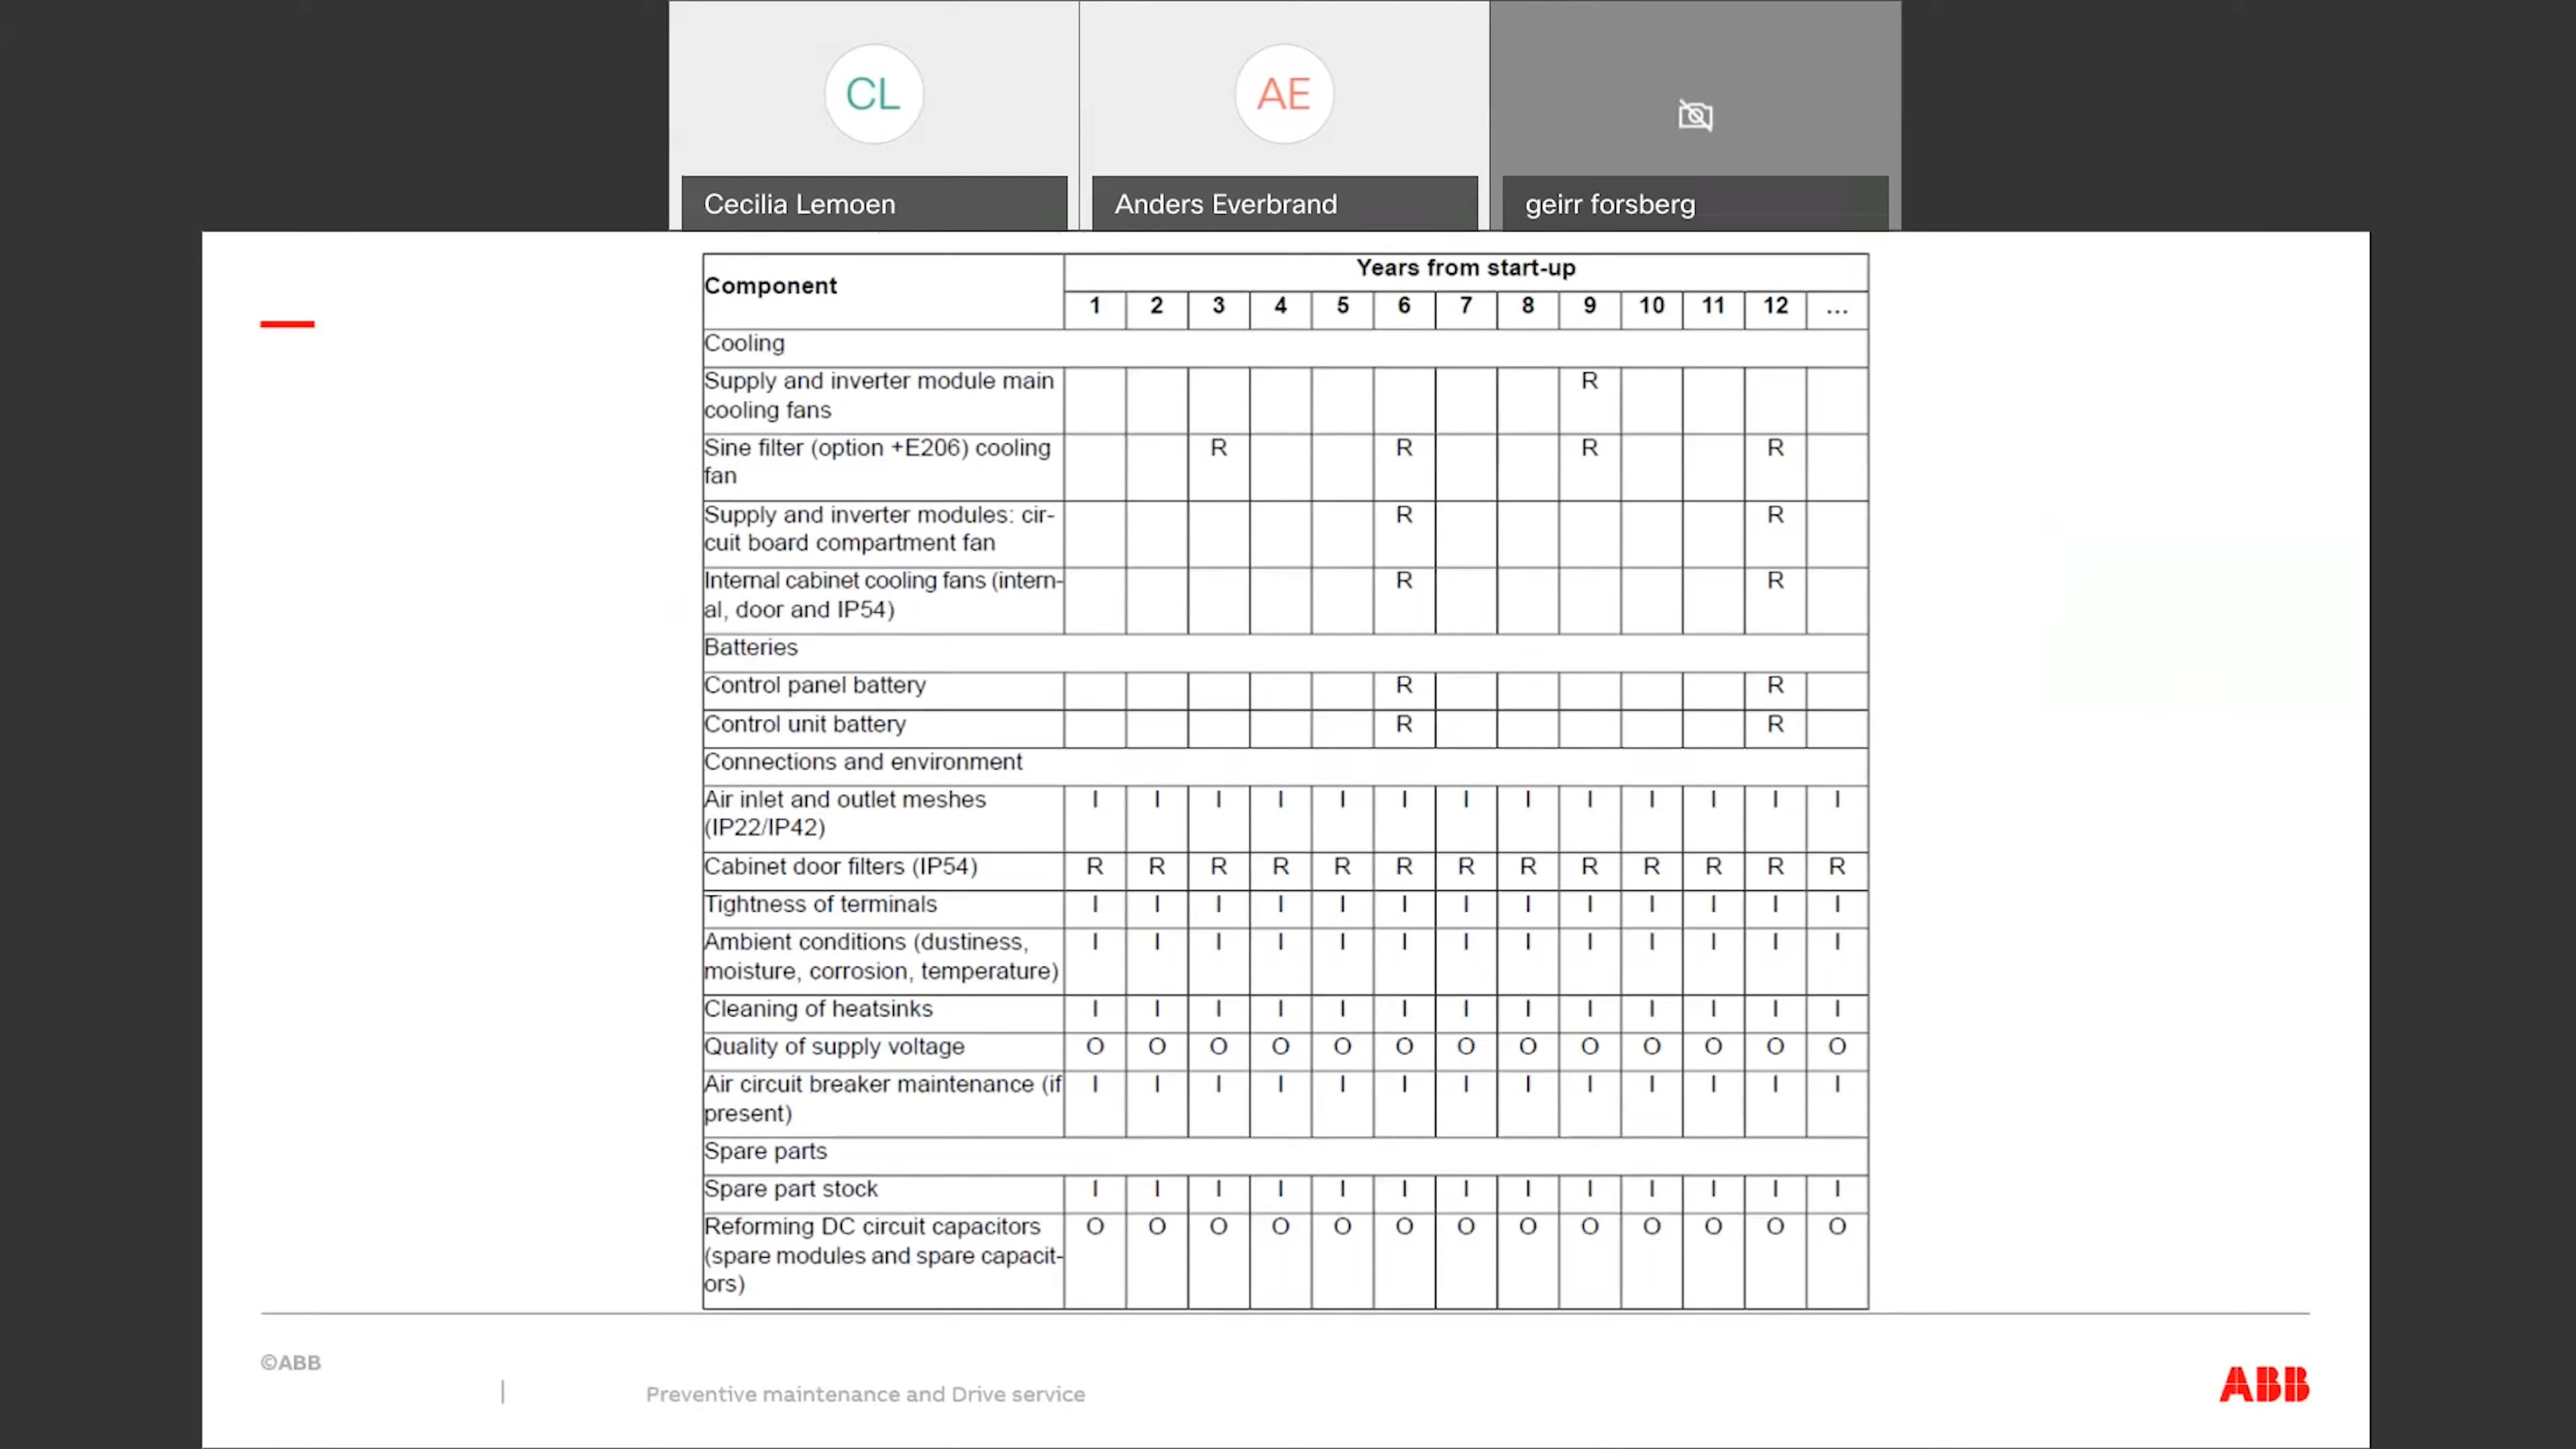 CL
AE
Cecilia Lemoen
Anders Everbrand
geirr forsberg
Component
Years from start-up
1 2 3 4 5 6 7 8 9 10 11 12 ...
Cooling
Supply and inverter module main
cooling fans
R
Sine filter (option +E206) cooling
fan
R R R R
Supply and inverter modules: cir-
cuit board compartment fan
R R
Internal cabinet cooling fans (intern-
al, door and IP54)
R R
Batteries
Control panel battery R R
Control unit battery R R
Connections and environment
Air inlet and outlet meshes
(IP22/IP42)
I I I I I I I I I I I I I
Cabinet door filters (IP54) R R R R R R R R R R R R R
Tightness of terminals I I I I I I I I I I I I I
Ambient conditions (dustiness,
moisture, corrosion, temperature)
I I I I I I I I I I I I I
Cleaning of heatsinks I I I I I I I I I I I I I
Quality of supply voltage O O O O O O O O O O O O O
Air circuit breaker maintenance (if
present)
I I I I I I I I I I I I I
Spare parts
Spare part stock I I I I I I I I I I I I I
Reforming DC circuit capacitors
(spare modules and spare capacit-
ors)
O O O O O O O O O O O O O
©ABB
Preventive maintenance and Drive service
ABB